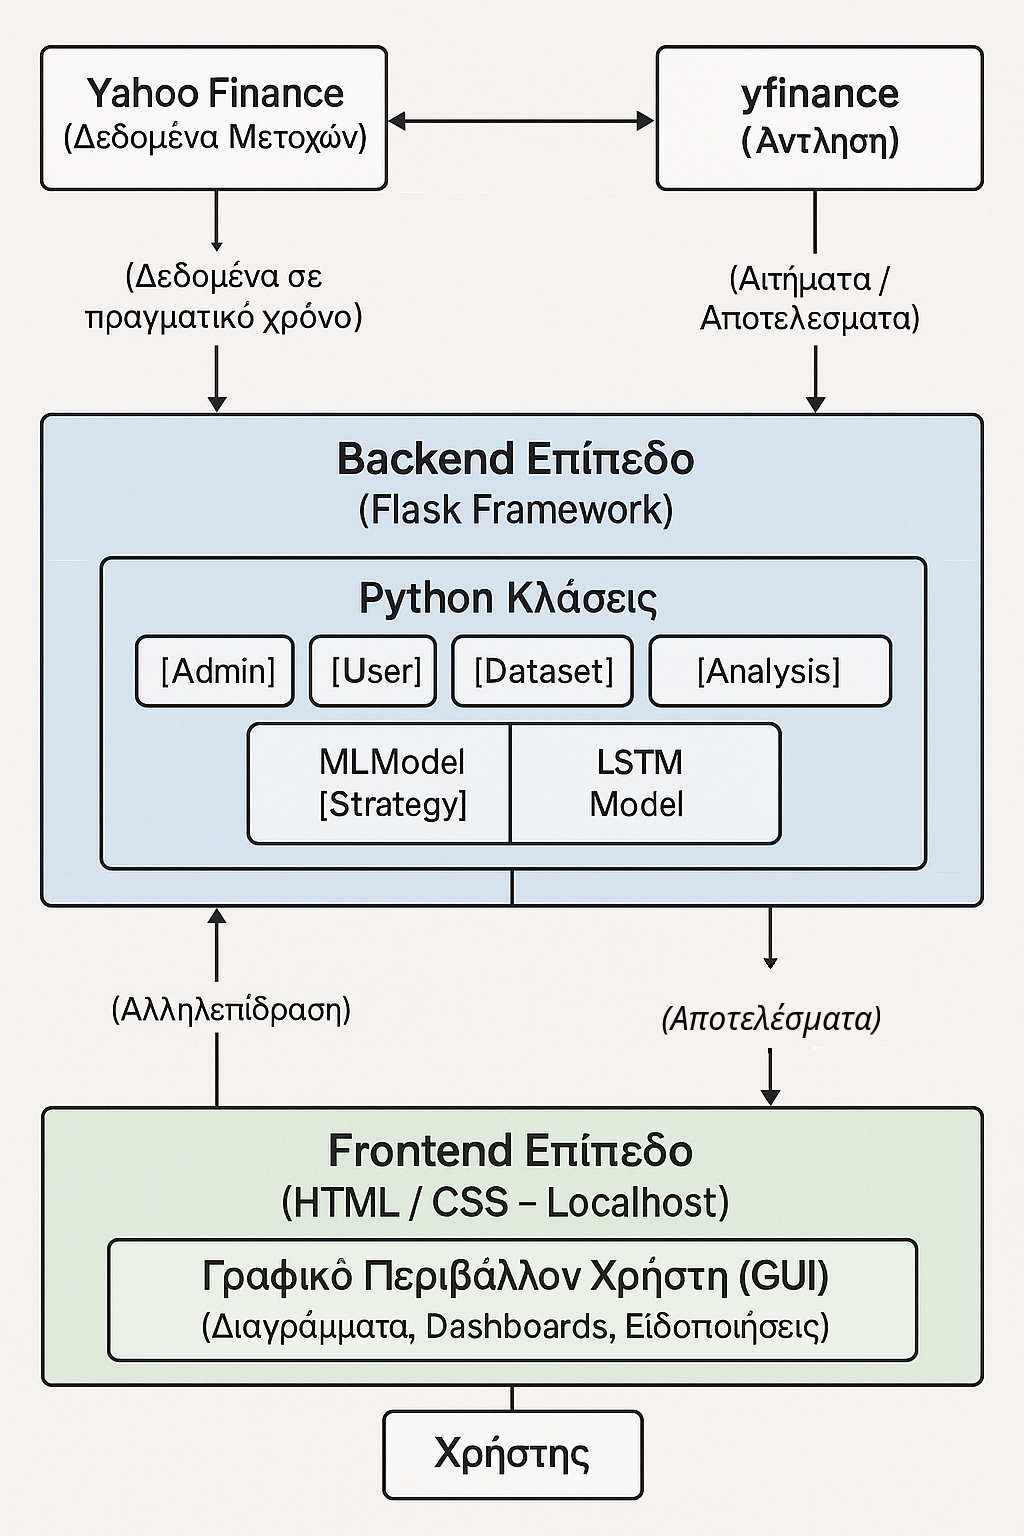 Yahoo Finance
(Δεδομένα Μετοχών)
yfinance
(Άντληση)
(Δεδομένα σε
πραγματικό χρόνο)
(Αιτήματα /
Αποτελεσματα)
Backend Επίπεδο
(Flask Framework)
Python Κλάσεις
[Admin]
[User]
[Dataset]
[Analysis]
MLModel
[Strategy]
LSTM
Model
(Αλληλεπίδραση)
(Αποτελέσματα)
Frontend Επίπεδο
(HTML / CSS – Localhost)
Γραφικό Περιβάλλον Χρήστη (GUI)
(Διαγράμματα, Dashboards, Είδοποιήσεις)
Χρήστης